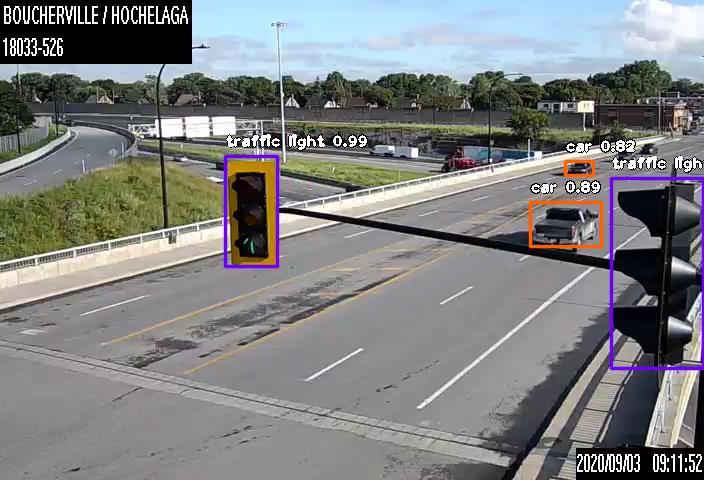 BOUCHERVILLE / HOCHELAGA
18033-526
traffic light 0.99
car 0.82
traffic ligh
car 0.89
2020/09/03 09:11:52